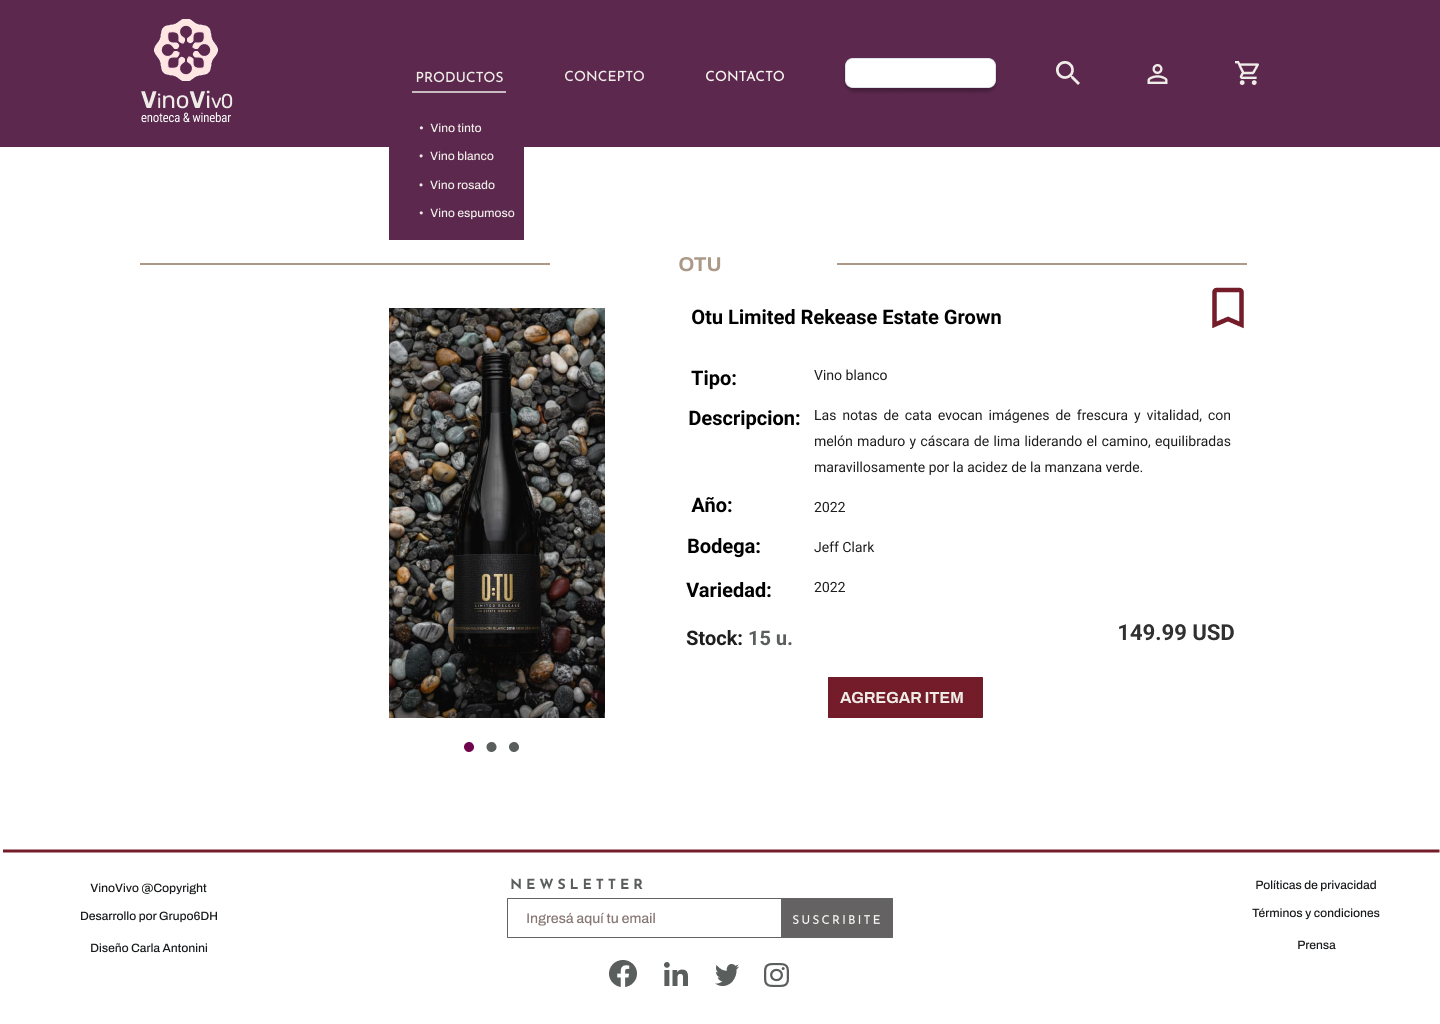 VinoViv0
enoteca & winebar
PRODUCTOS
CONCEPTO
CONTACTO
• Vino tinto
• Vino blanco
• Vino rosado
• Vino espumoso
OTU
Otu Limited Rekease Estate Grown
Tipo: Vino blanco
Descripcion: Las notas de cata evocan imágenes de frescura y vitalidad, con
melón maduro y cáscara de lima liderando el camino, equilibradas
maravillosamente por la acidez de la manzana verde.
Año: 2022
Bodega: Jeff Clark
Variedad: 2022
Stock: 15 u.
149.99 USD
AGREGAR ITEM
O:TU
LIMITED RELEASE
ESTATE GROWN
VinoVivo @Copyright
Desarrollo por Grupo6DH
Diseño Carla Antonini
NEWSLETTER
Ingresá aquí tu email
SUSCRIBITE
Políticas de privacidad
Términos y condiciones
Prensa